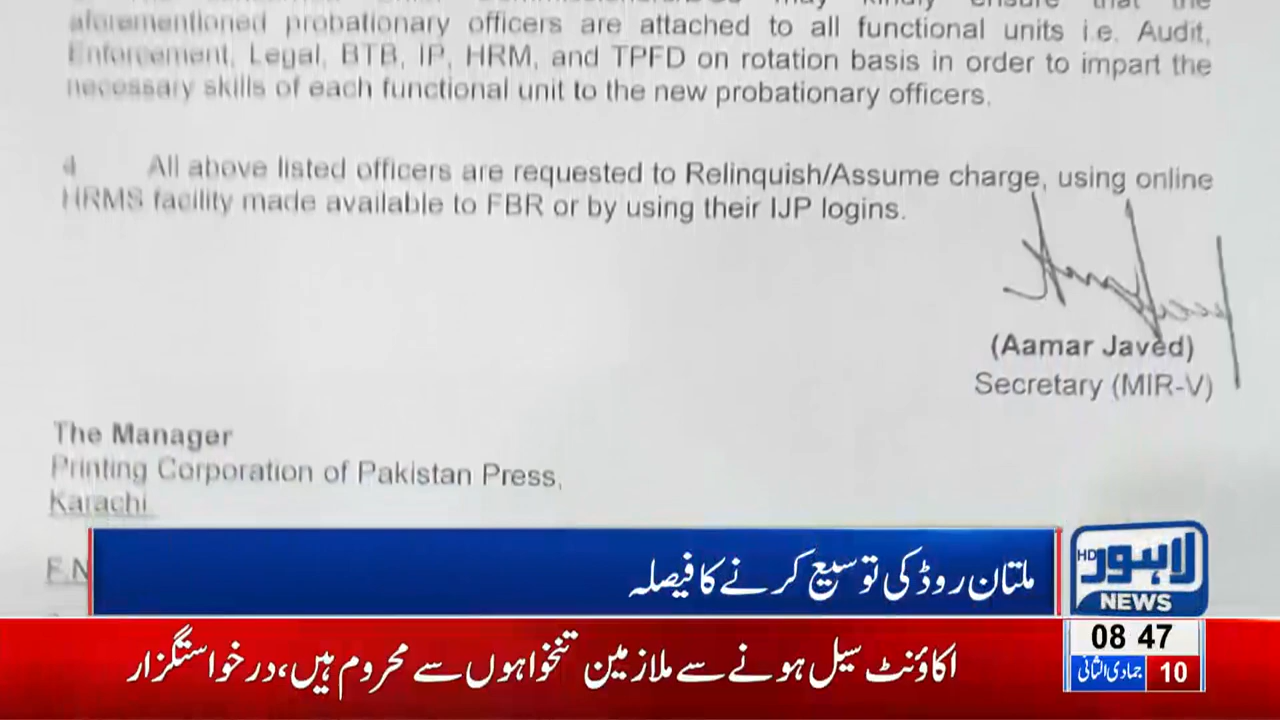 aforementioned probationary officers are attached to all functional units i.e. Audit,
Enforcement, Legal, BTB, IP, HRM, and TPFD on rotation basis in order to impart the
necessary skills of each functional unit to the new probationary officers.
4 All above listed officers are requested to Relinquish/Assume charge, using online
HRMS facility made available to FBR or by using their IJP logins.
(Aamar Javed)
Secretary (MIR-V)
The Manager
Printing Corporation of Pakistan Press,
Karachi
F.N
ملتان روڈ کی توسیع کرنے کا فیصلہ
لاہور HD
NEWS
08 47
اکاؤنٹ سیل ہونے سے ملازمین تنخواہوں سے محروم ہیں، درخواستگزار
جمادی الثانی 10